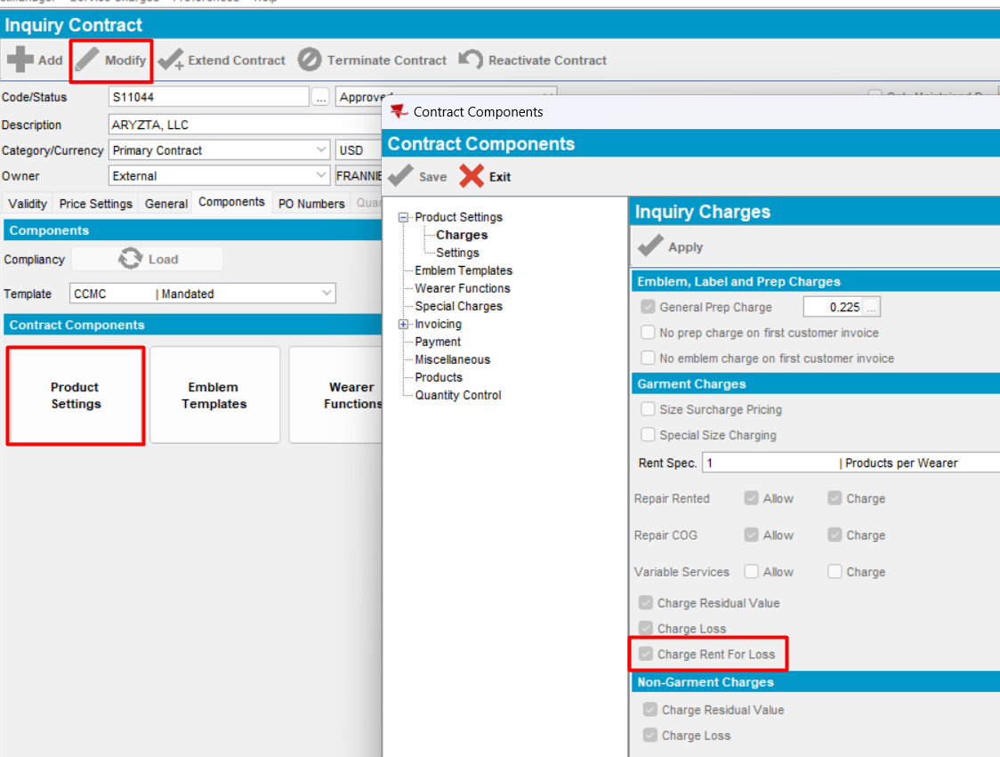 Service Charges Preferences Help
Inquiry Contract
Add Modify Extend Contract Terminate Contract Reactivate Contract
Code/Status S11044 ... Approved
Description ARYZTA, LLC
Category/Currency Primary Contract USD
Owner External FRANNIE
Validity Price Settings General Components PO Numbers Quan
Components
Compliancy Load
Template CCMC | Mandated
Contract Components
Product Settings
Emblem Templates
Wearer Functions
Contract Components
Contract Components
Save Exit
Product Settings
Charges
Settings
Emblem Templates
Wearer Functions
Special Charges
Invoicing
Payment
Miscellaneous
Products
Quantity Control
Inquiry Charges
Apply
Emblem, Label and Prep Charges
General Prep Charge 0.225 ...
No prep charge on first customer invoice
No emblem charge on first customer invoice
Garment Charges
Size Surcharge Pricing
Special Size Charging
Rent Spec. 1 | Products per Wearer
Repair Rented Allow Charge
Repair COG Allow Charge
Variable Services Allow Charge
Charge Residual Value
Charge Loss
Charge Rent For Loss
Non-Garment Charges
Charge Residual Value
Charge Loss